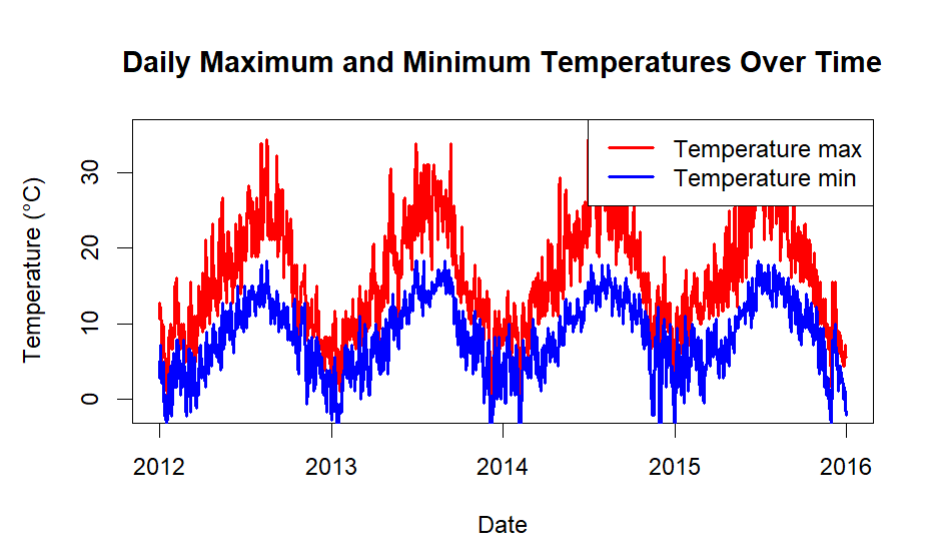 Daily Maximum and Minimum Temperatures Over Time
Temperature max
Temperature min
Temperature (°C)
30
20
10
0
2012 2013 2014 2015 2016
Date